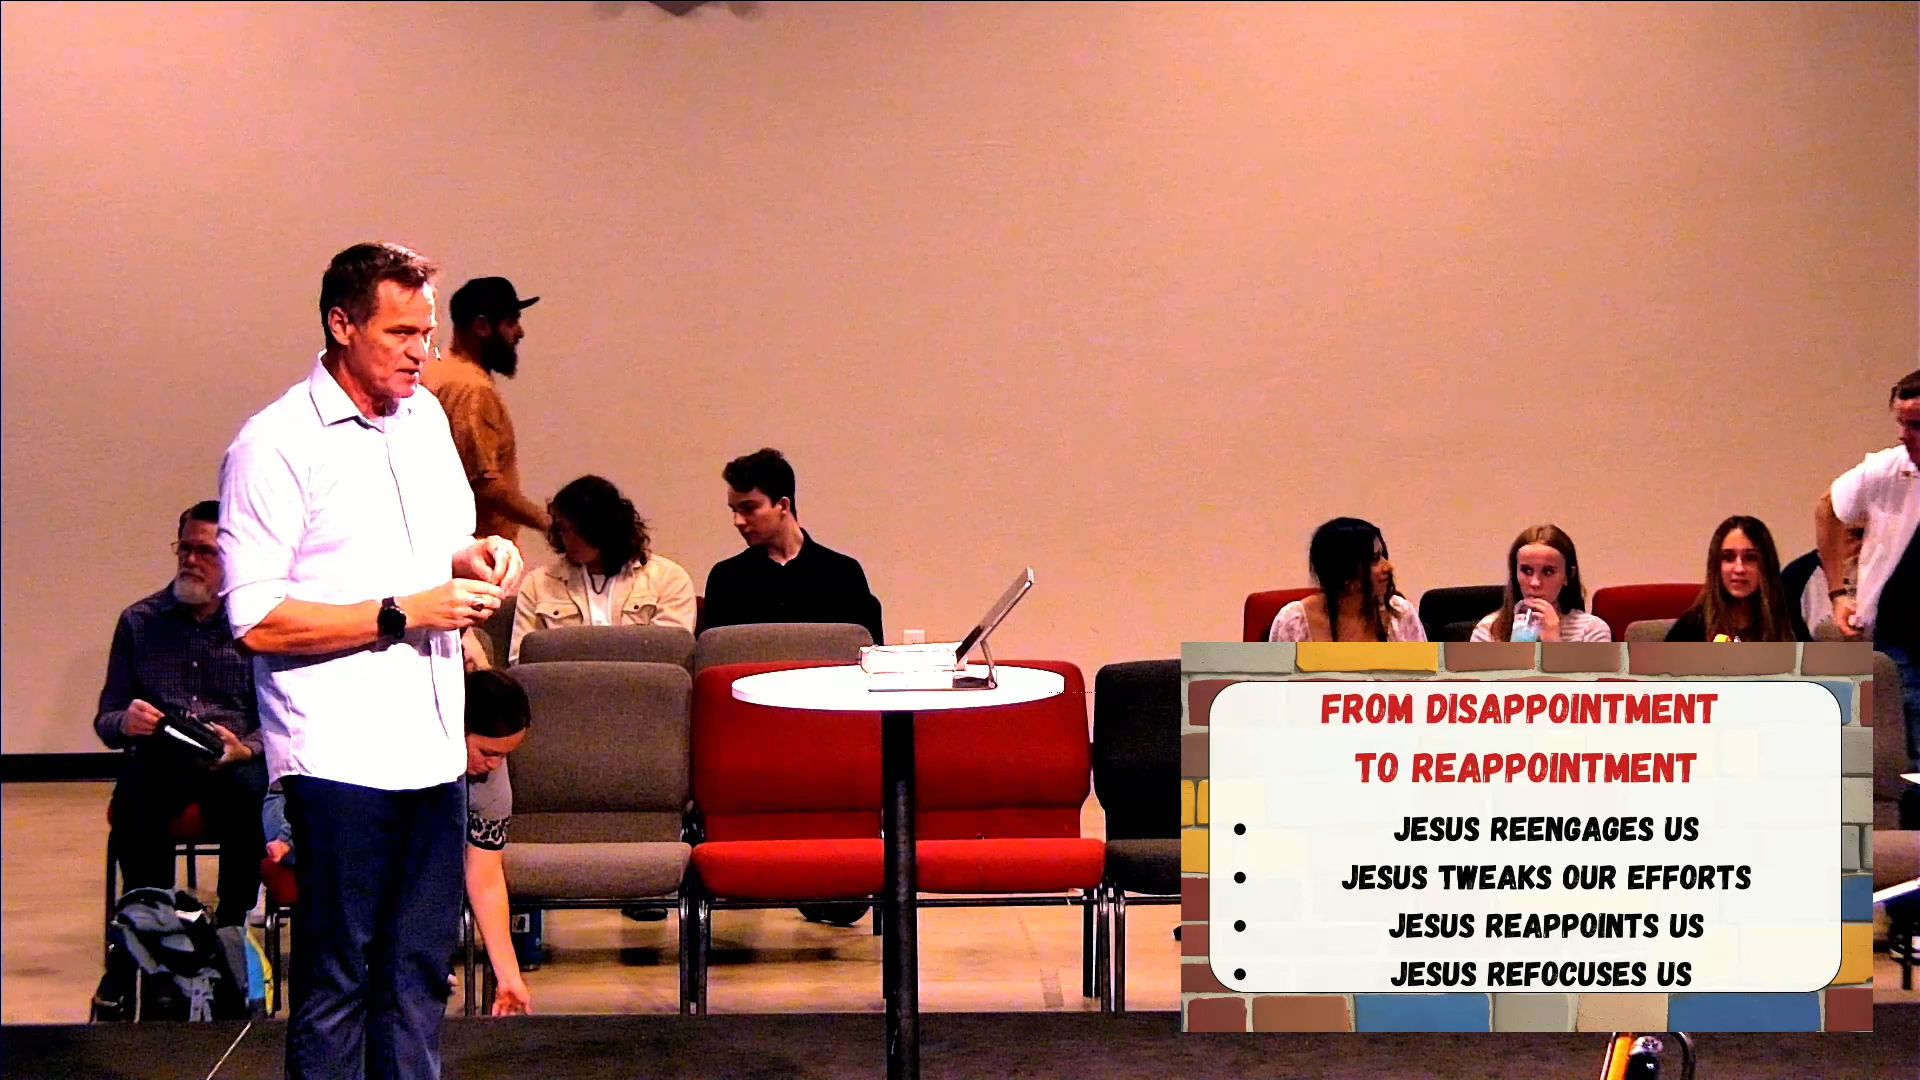 FROM DISAPPOINTMENT
TO REAPPOINTMENT
• JESUS REENGAGES US
• JESUS TWEAKS OUR EFFORTS
• JESUS REAPPOINTS US
• JESUS REFOCUSES US